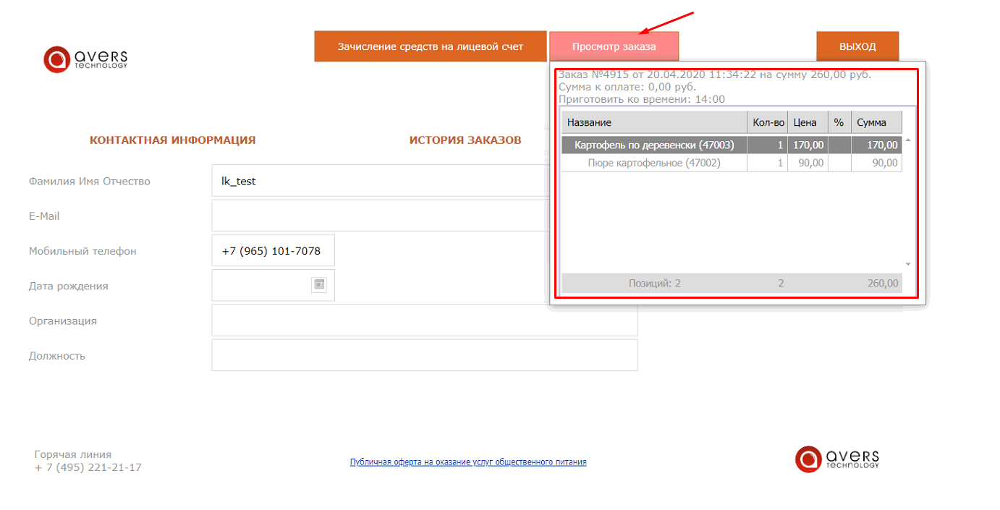 avers
TECHNOLOGY
Зачисление средств на лицевой счет
Просмотр заказа
ВЫХОД
Заказ №4915 от 20.04.2020 11:34:22 на сумму 260,00 руб.
Сумма к оплате: 0,00 руб.
Приготовить ко времени: 14:00
Название Кол-во Цена % Сумма
Картофель по деревенски (47003) 1 170,00 170,00
Пюре картофельное (47002) 1 90,00 90,00
Позиций: 2 2 260,00
КОНТАКТНАЯ ИНФОРМАЦИЯ
ИСТОРИЯ ЗАКАЗОВ
Фамилия Имя Отчество lk_test
E-Mail
Мобильный телефон +7 (965) 101-7078
Дата рождения
Организация
Должность
Горячая линия
+ 7 (495) 221-21-17
Публичная оферта на оказание услуг общественного питания
avers
TECHNOLOGY